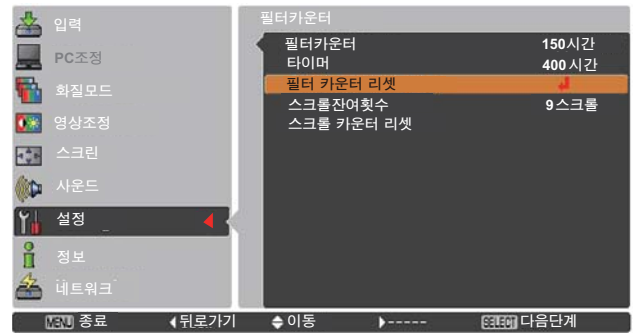 입력
PC조정
화질모드
영상조정
스크린
사운드
설정
정보
네트워크
필터카운터
필터카운터 150시간
타이머 400 시간
필터 카운터 리셋
스크롤잔여횟수 9스크롤
스크롤 카운터 리셋
MENU 종료 뒤로가기 이동 ----- SELECT 다음단계